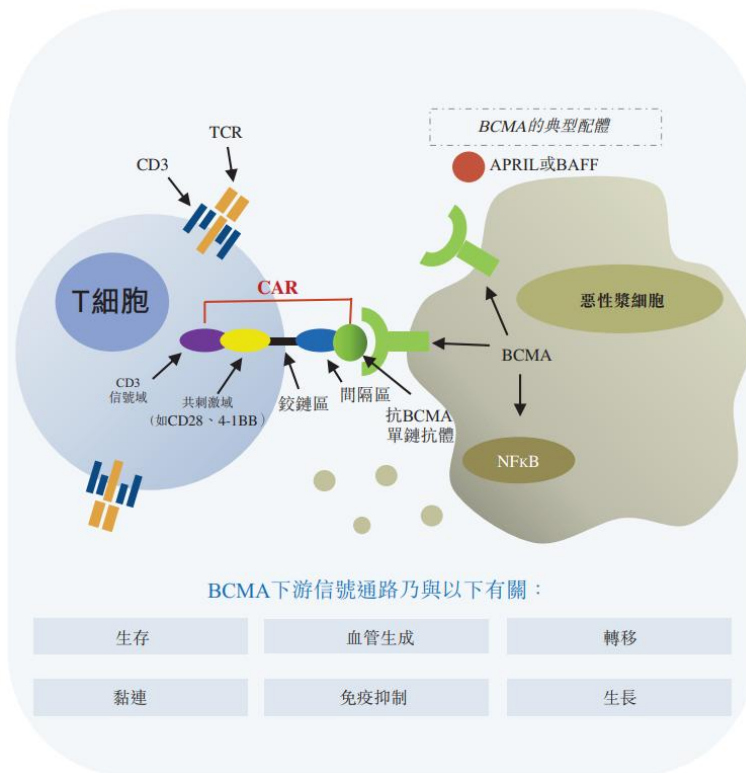 BCMA的典型配體
APRIL或BAFF
TCR
CD3
T細胞
CAR
惡性漿細胞
BCMA
CD3
信號域
共刺激域
(如CD28、4-1BB)
鉸鏈區
間隔區
抗BCMA
單鏈抗體
NFκB
BCMA下游信號通路乃與以下有關：
生存
血管生成
轉移
黏連
免疫抑制
生長